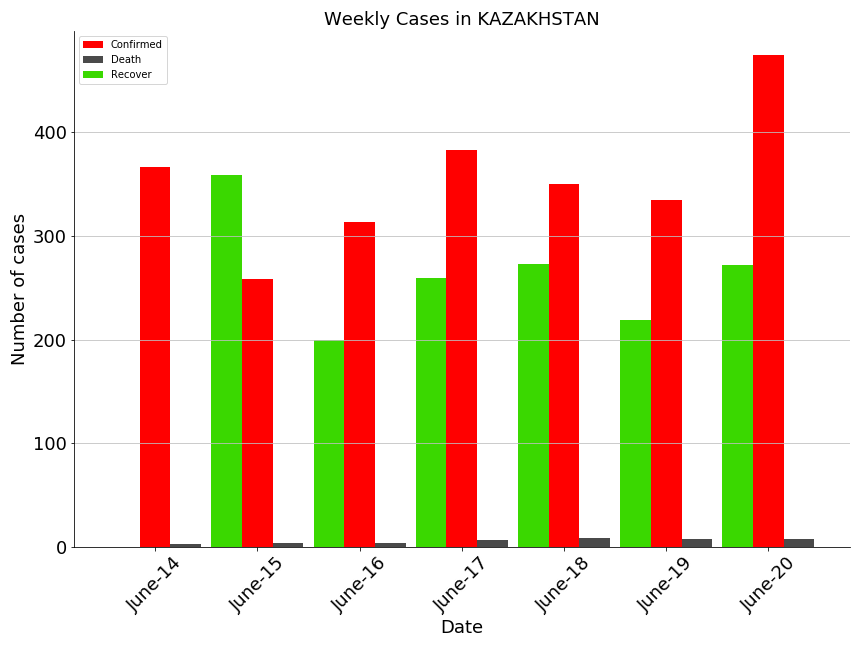 Weekly Cases in KAZAKHSTAN
Confirmed
Death
Recover
Number of cases
400
300
200
100
0
June-14
June-15
June-16
June-17
June-18
June-19
June-20
Date